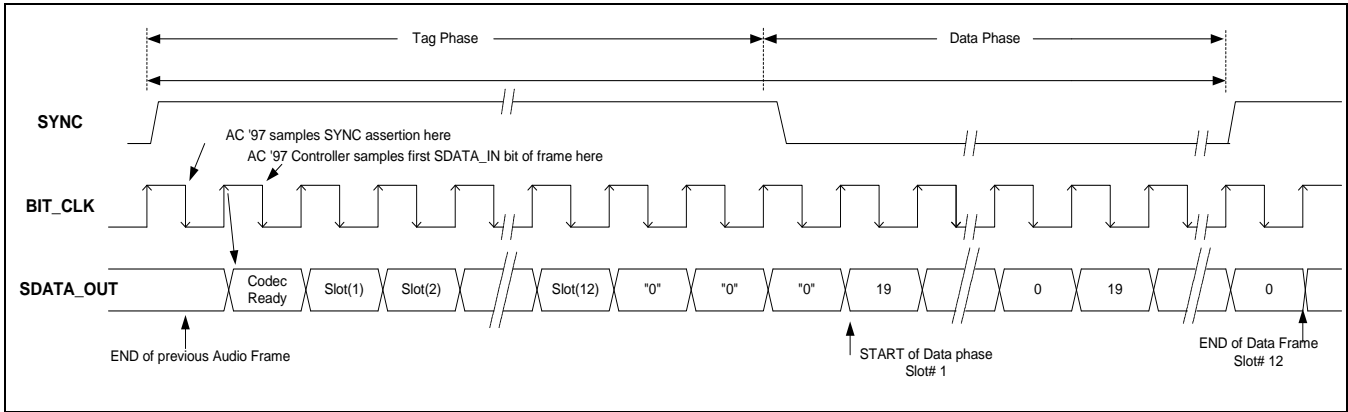 Tag Phase
Data Phase
SYNC
AC '97 samples SYNC assertion here
AC '97 Controller samples first SDATA_IN bit of frame here
BIT_CLK
SDATA_OUT
Codec
Ready
Slot(1)
Slot(2)
Slot(12)
"0"
"0"
"0"
19
0
19
0
END of previous Audio Frame
START of Data phase
Slot# 1
END of Data Frame
Slot# 12